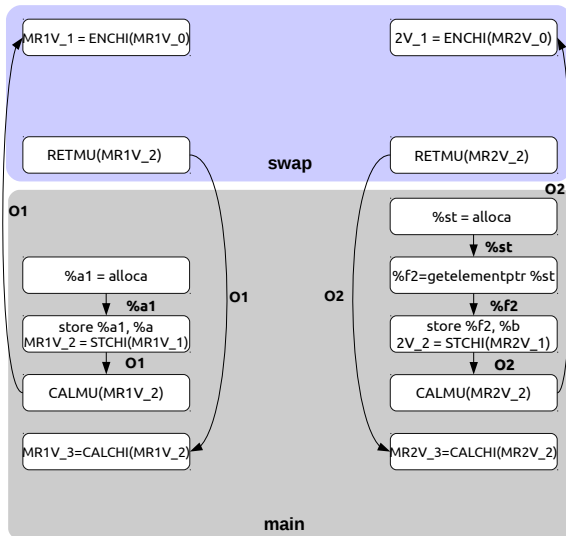 MR1V_1 = ENCHI(MR1V_0)
2V_1 = ENCHI(MR2V_0)
RETMU(MR1V_2)
swap
RETMU(MR2V_2)
O1
O2
%st = alloca
%st
%a1 = alloca
O1
O2
%f2=getelementptr %st
%a1
%f2
store %a1, %a
MR1V_2 = STCHI(MR1V_1)
store %f2, %b
2V_2 = STCHI(MR2V_1)
O1
O2
CALMU(MR1V_2)
CALMU(MR2V_2)
MR1V_3=CALCHI(MR1V_2)
MR2V_3=CALCHI(MR2V_2)
main